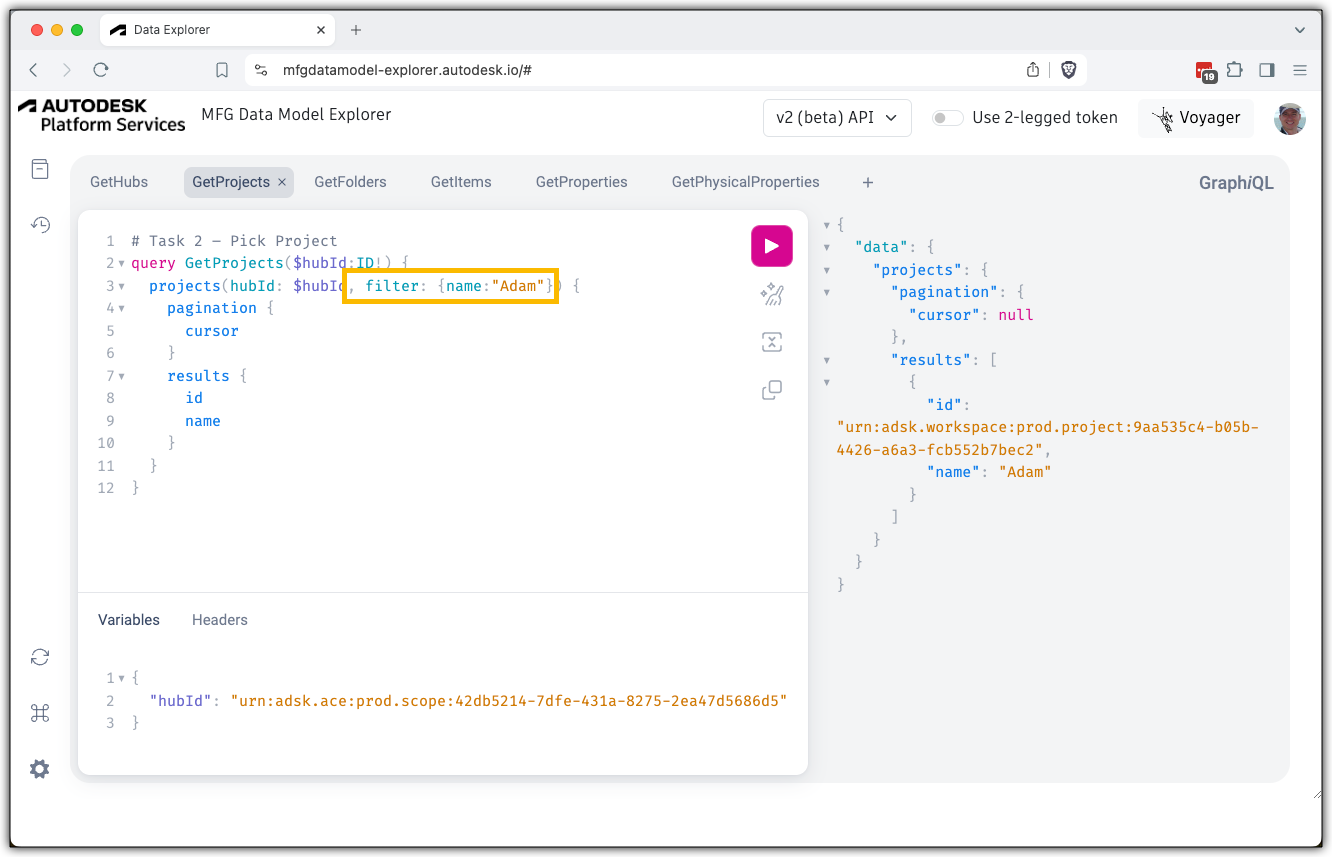 Data Explorer
mfgdatamodel-explorer.autodesk.io/#
19
AUTODESK
Platform Services
MFG Data Model Explorer
v2 (beta) API
Use 2-legged token
Voyager
GetHubs
GetProjects
GetFolders
GetItems
GetProperties
GetPhysicalProperties
GraphiQL
1 # Task 2 – Pick Project
2 query GetProjects($hubId:ID!) {
3 projects(hubId: $hubId, filter: {name:"Adam"}) {
4 pagination {
5 cursor
6 }
7 results {
8 id
9 name
10 }
11 }
12 }
Variables
Headers
1 {
2 "hubId": "urn:adsk.ace:prod.scope:42db5214-7dfe-431a-8275-2ea47d5686d5"
3 }
{
"data": {
"projects": {
"pagination": {
"cursor": null
},
"results": [
{
"id":
"urn:adsk.workspace:prod.project:9aa535c4-b05b-
4426-a6a3-fcb552b7bec2",
"name": "Adam"
}
]
}
}
}